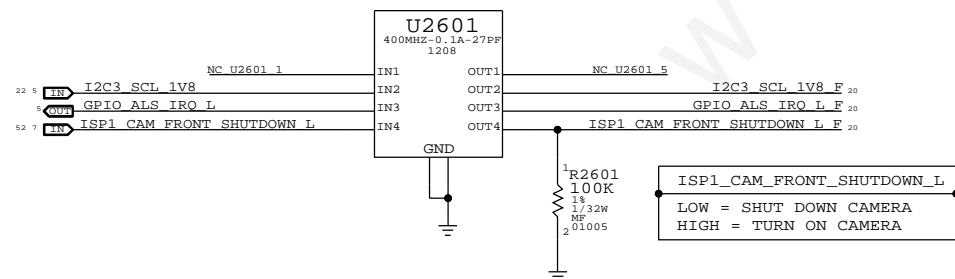 U2601
400MHZ-0.1A-27PF
1208
NC_U2601_1 IN1 OUT1 NC_U2601_5
22 5 IN I2C3_SCL_1V8 IN2 OUT2 I2C3_SCL_1V8_F 20
5 OUT GPIO_ALS_IRQ_L IN3 OUT3 GPIO_ALS_IRQ_L_F 20
52 7 IN ISP1_CAM_FRONT_SHUTDOWN_L IN4 OUT4 ISP1_CAM_FRONT_SHUTDOWN_L_F 20
GND
1 R2601
100K
1%
1/32W
MF
2 01005
ISP1_CAM_FRONT_SHUTDOWN_L
LOW = SHUT DOWN CAMERA
HIGH = TURN ON CAMERA